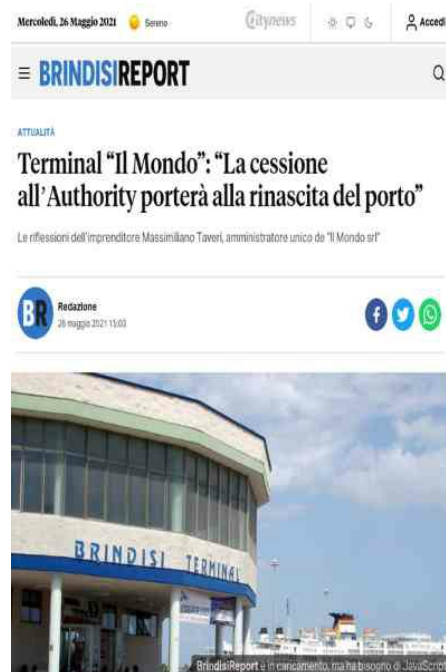 Mercoledì, 26 Maggio 2021 Sereno Citynews Accedi
BRINDISIREPORT
ATTUALITÀ
Terminal “Il Mondo”: “La cessione
all’Authority porterà alla rinascita del porto”
Le riflessioni dell'imprenditore Massimiliano Taveri, amministratore unico de "Il Mondo srl"
BR
Redazione
26 maggio 2021 15:03
BRINDISI TERMINAL
BrindisiReport è in caricamento, ma ha bisogno di JavaScript